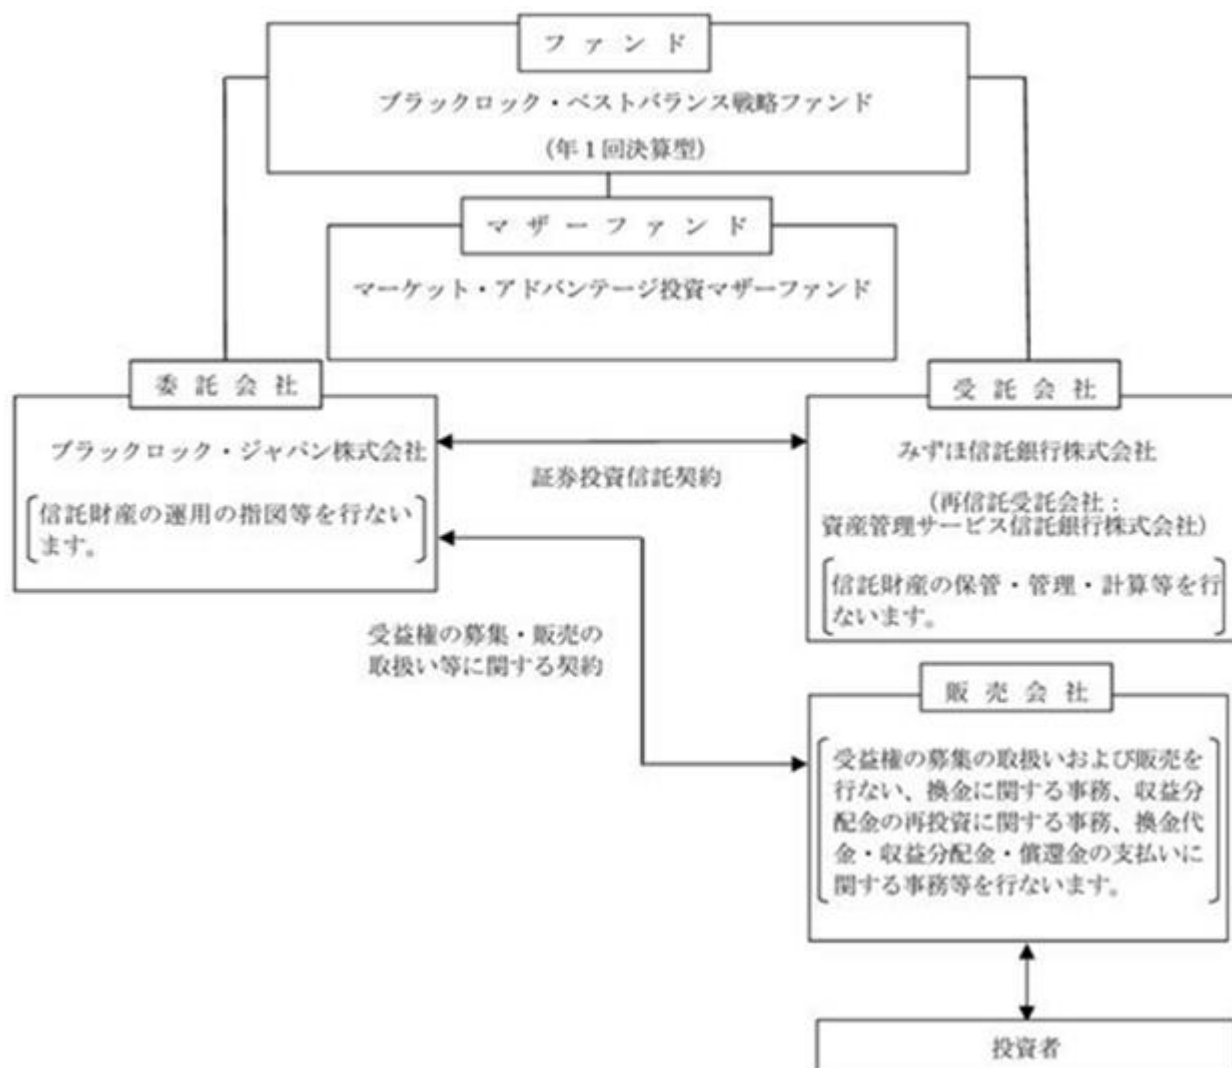 ファンド
ブラックロック・ベストバランス戦略ファンド
(年１回決算型)
マザーファンド
マーケット・アドバンテージ投資マザーファンド
委託会社
ブラックロック・ジャパン株式会社
信託財産の運用の指図等を行ない
ます。
証券投資信託契約
受託会社
みずほ信託銀行株式会社
(再信託受託会社：
資産管理サービス信託銀行株式会社)
信託財産の保管・管理・計算等を行
ないます。
受益権の募集・販売の
取扱い等に関する契約
販売会社
受益権の募集の取扱いおよび販売を
行ない、換金に関する事務、収益分
配金の再投資に関する事務、換金代
金・収益分配金・償還金の支払いに
関する事務等を行ないます。
投資者